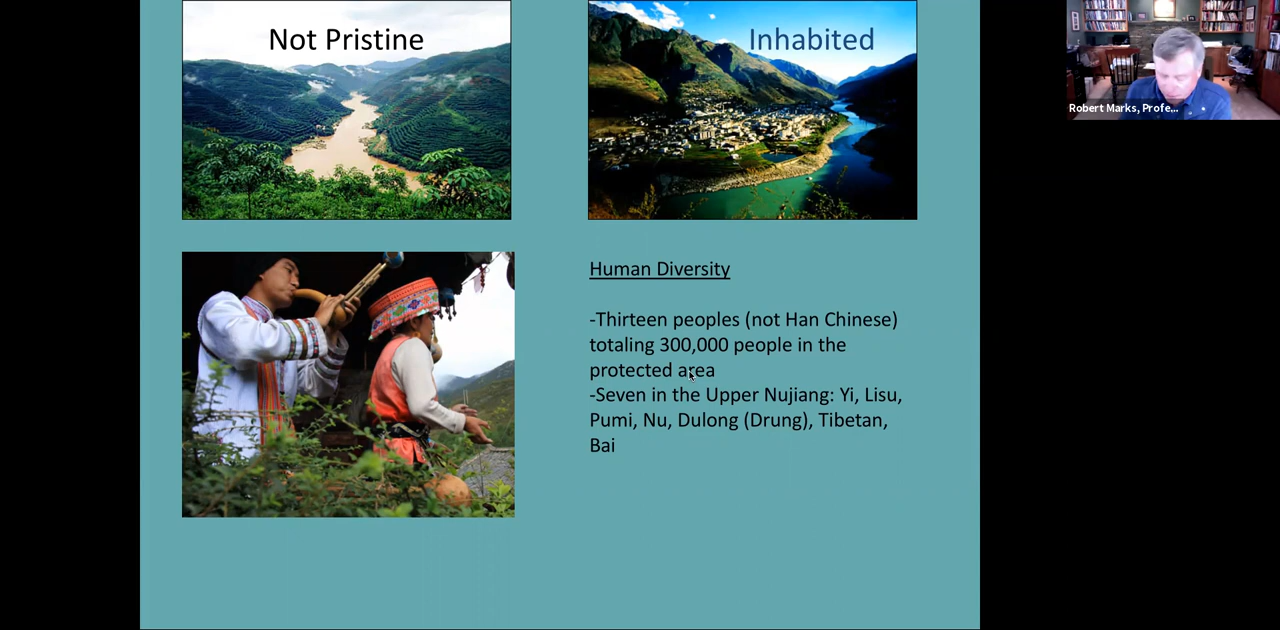 Not Pristine
Inhabited
Robert Marks, Profe...
Human Diversity
-Thirteen peoples (not Han Chinese)
totaling 300,000 people in the
protected area
-Seven in the Upper Nujiang: Yi, Lisu,
Pumi, Nu, Dulong (Drung), Tibetan,
Bai